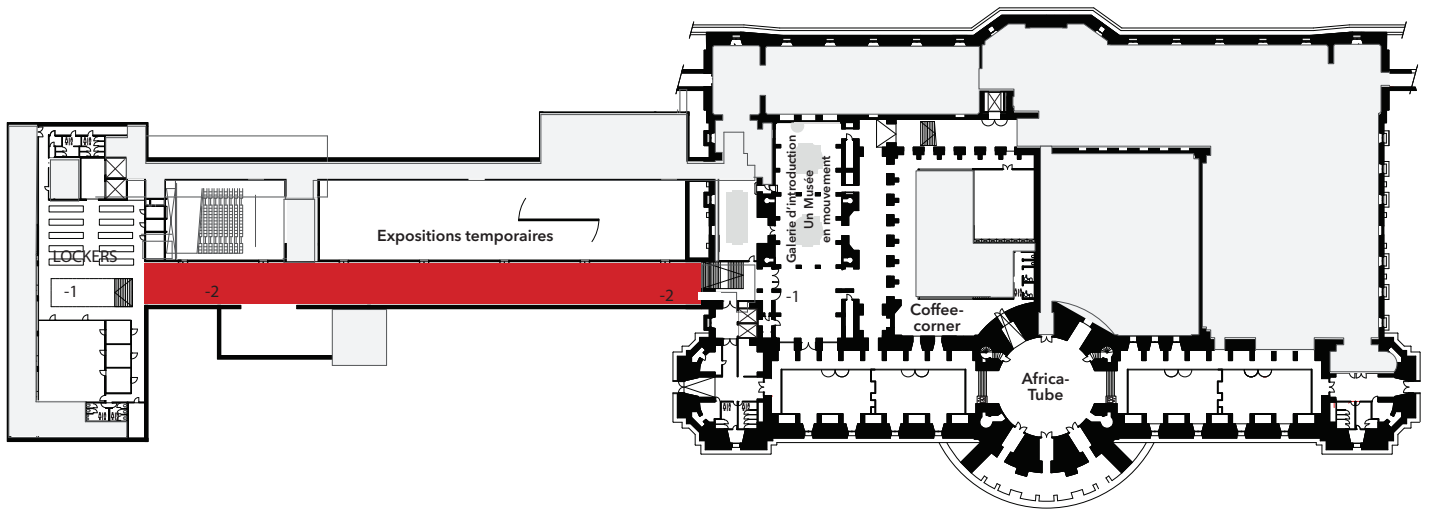 LOCKERS
-1
-2
Expositions temporaires
-2
Galerie d'introduction
Un Musée
en mouvement
-1
Coffee-
corner
Africa-
Tube